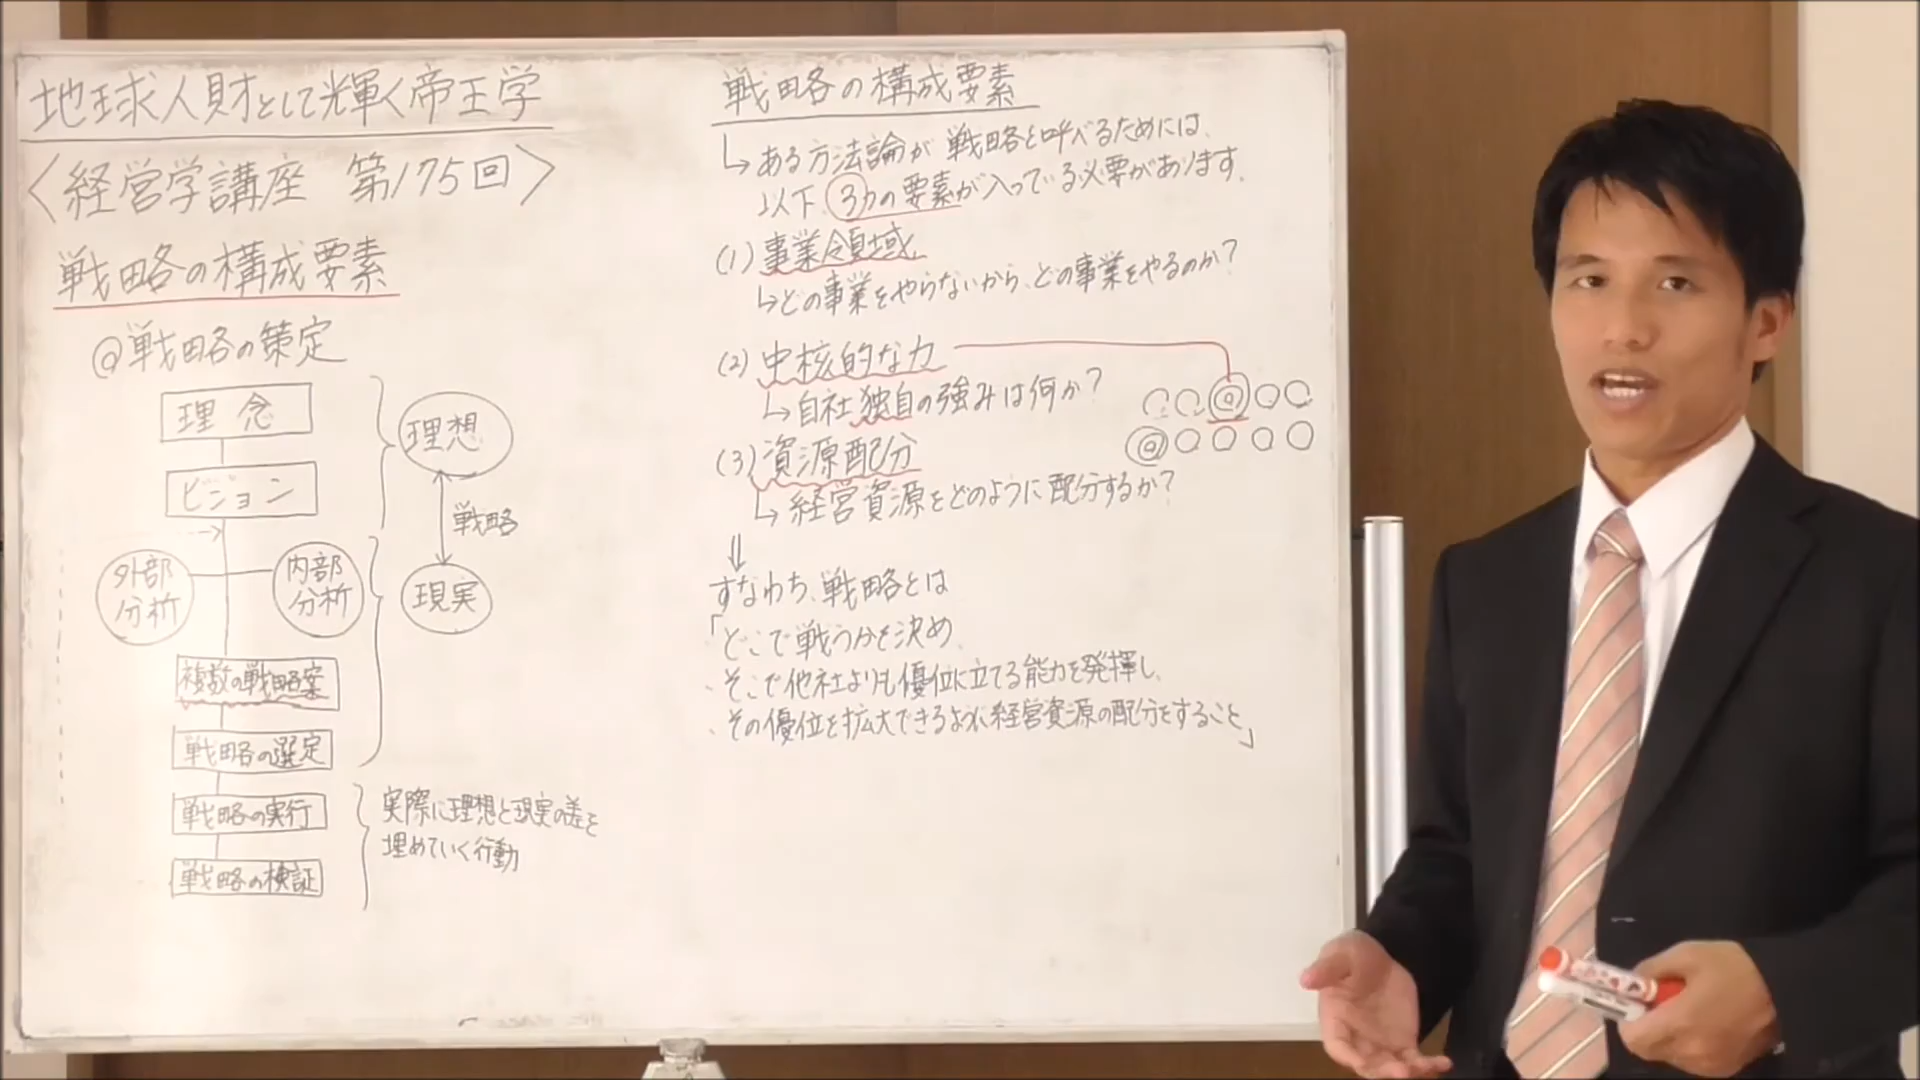 地球人財として輝く帝王学
〈経営学講座 第175回〉
戦略の構成要素
@戦略の策定
理念
ビジョン
外部
分析
内部
分析
複数の戦略案
戦略の選定
戦略の実行
戦略の検証
理想
戦略
現実
実際に理想と現実の差を
埋めていく行動
戦略の構成要素
↳ある方法論が戦略と呼べるためには、
以下、3つの要素が入っている必要があります。
(1)事業領域
↳どの事業をやらないから、どの事業をやるのか?
(2)中核的な力
↳自社独自の強みは何か?
(3)資源配分
↳経営資源をどのように配分するか?
⇓
すなわち、戦略とは
「どこで戦うかを決め、
・そこで他社よりも優位に立てる能力を発揮し、
・その優位を拡大できるように経営資源の配分をすること」